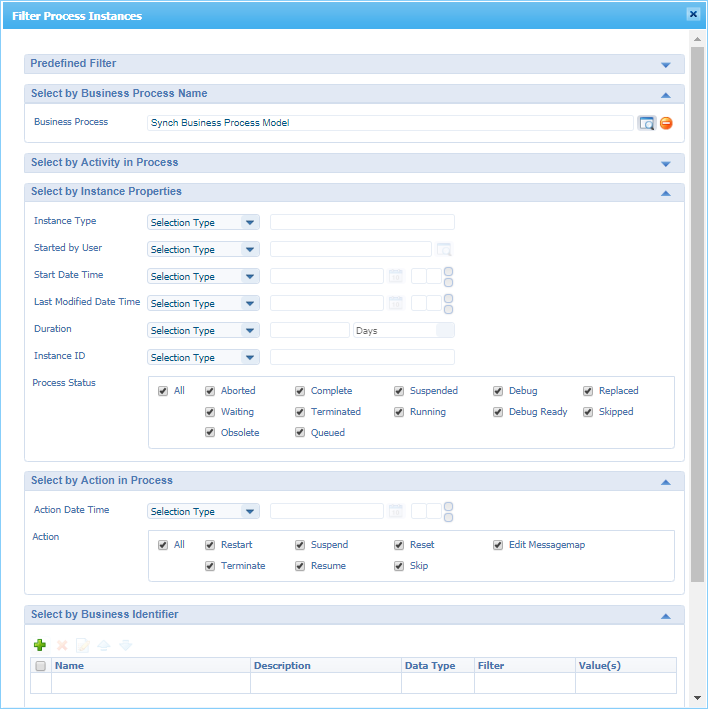 Filter Process Instances
Predefined Filter
Select by Business Process Name
Business Process Synch Business Process Model
Select by Activity in Process
Select by Instance Properties
Instance Type Selection Type
Started by User Selection Type
Start Date Time Selection Type
Last Modified Date Time Selection Type
Duration Selection Type Days
Instance ID Selection Type
Process Status All Aborted Complete Suspended Debug Replaced
Waiting Terminated Running Debug Ready Skipped
Obsolete Queued
Select by Action in Process
Action Date Time Selection Type
Action All Restart Suspend Reset Edit Messagemap
Terminate Resume Skip
Select by Business Identifier
Name Description Data Type Filter Value(s)